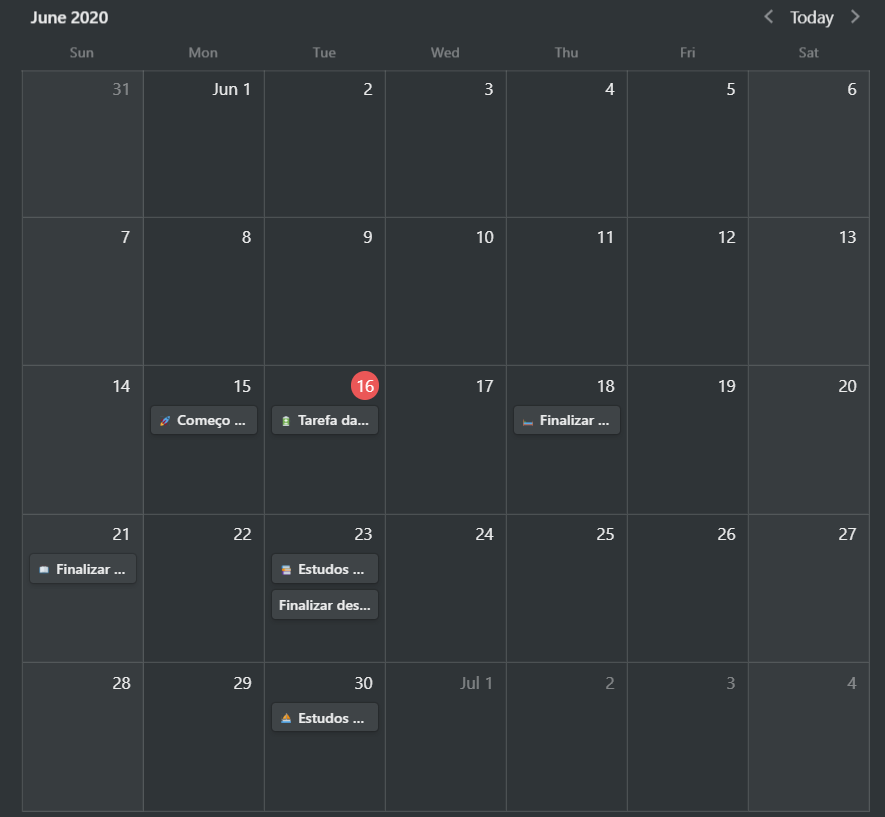 June 2020
Today
Sun Mon Tue Wed Thu Fri Sat
31 Jun 1 2 3 4 5 6
7 8 9 10 11 12 13
14 15 16 17 18 19 20
Começo ... Tarefa da... Finalizar ...
21 22 23 24 25 26 27
Finalizar ... Estudos ...
Finalizar des...
28 29 30 Jul 1 2 3 4
Estudos ...